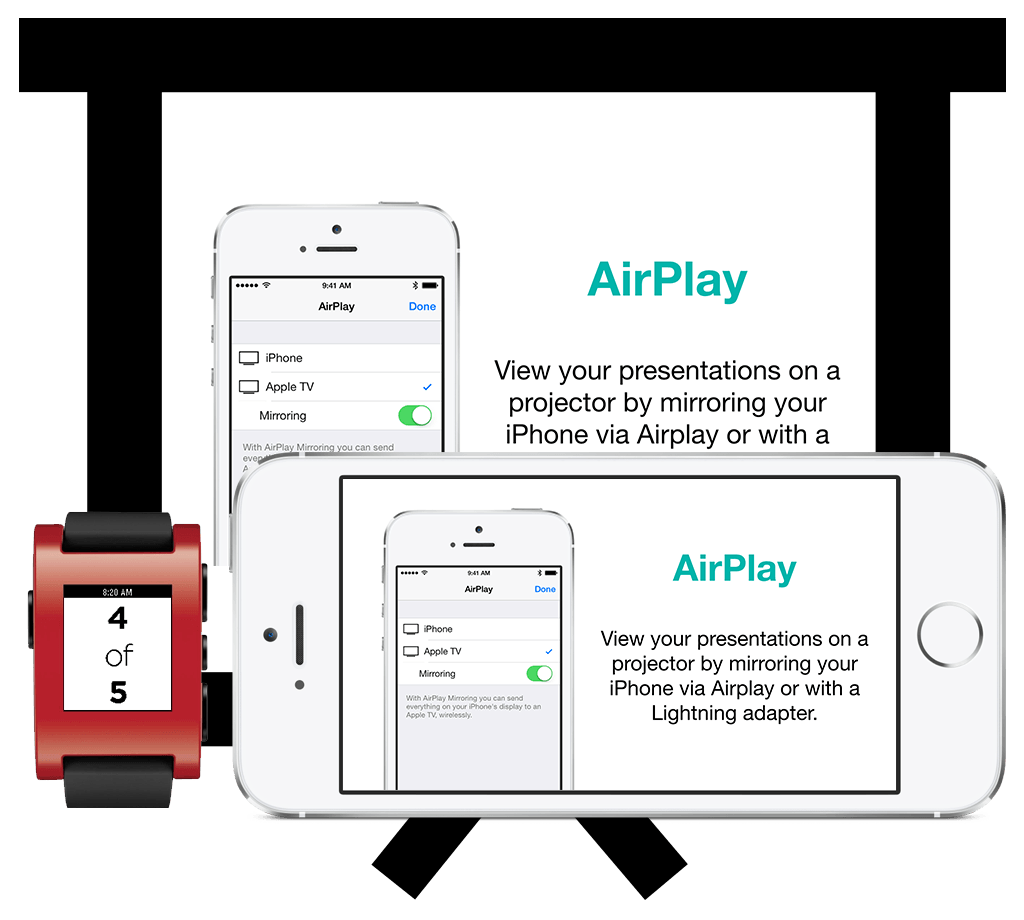 9:41 AM
AirPlay
Done
iPhone
Apple TV
Mirroring
With AirPlay Mirroring you can send
AirPlay
View your presentations on a
projector by mirroring your
iPhone via Airplay or with a
8:20 AM
4
of
5
9:41 AM
AirPlay
Done
iPhone
Apple TV
Mirroring
With AirPlay Mirroring you can send
everything on your iPhone's display to an
Apple TV, wirelessly.
AirPlay
View your presentations on a
projector by mirroring your
iPhone via Airplay or with a
Lightning adapter.